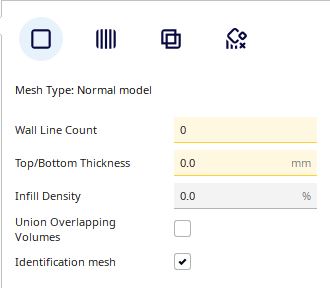 Mesh Type: Normal model
Wall Line Count 0
Top/Bottom Thickness 0.0 mm
Infill Density 0.0 %
Union Overlapping
Volumes
Identification mesh